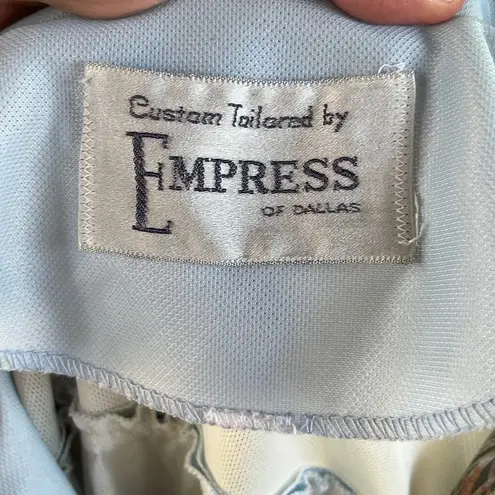 Custom Tailored by
EMPRESS
OF DALLAS